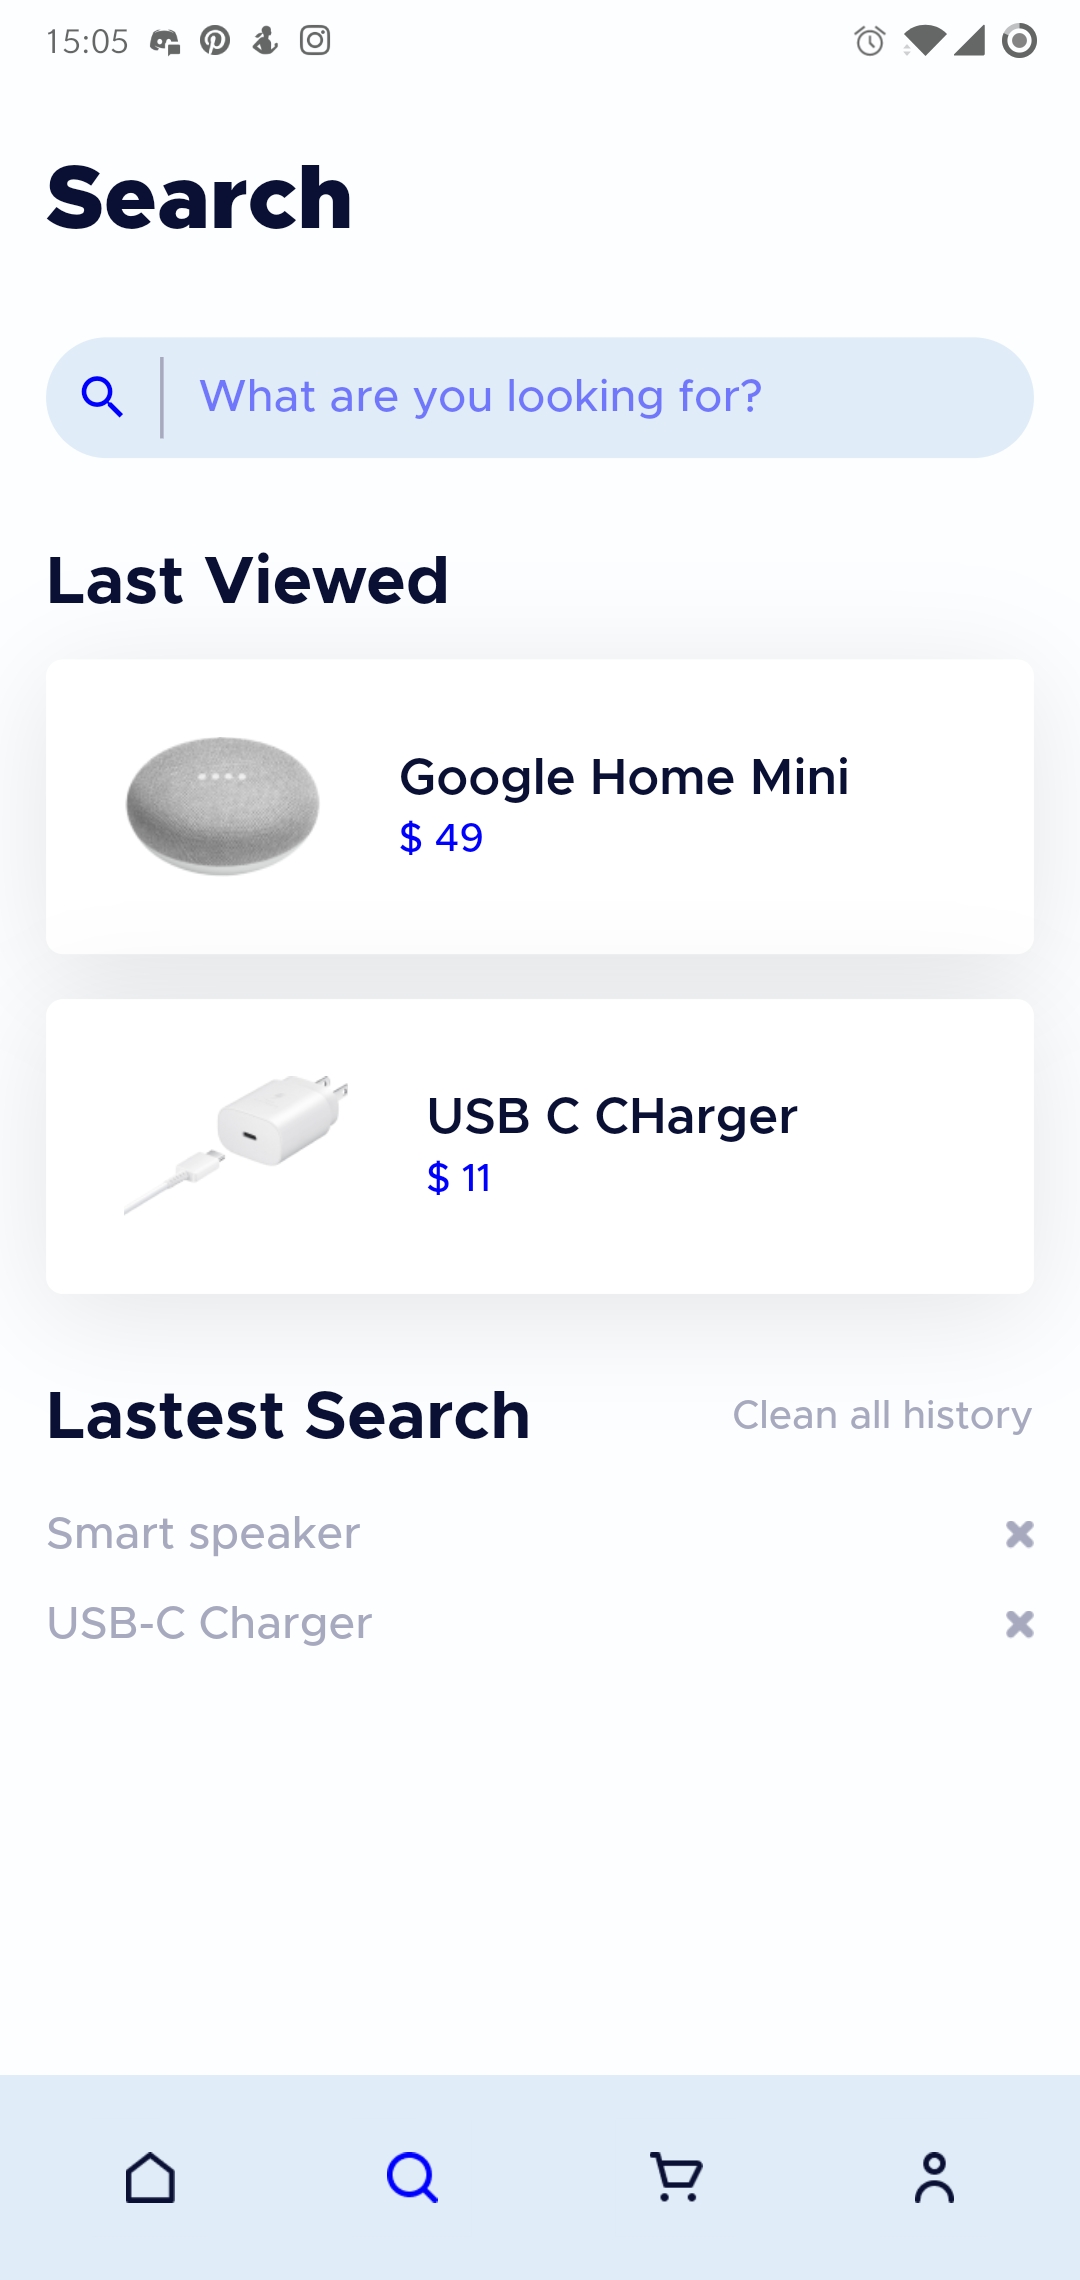 15:05
Search
What are you looking for?
Last Viewed
Google Home Mini
$ 49
USB C CHarger
$ 11
Lastest Search
Clean all history
Smart speaker
USB-C Charger